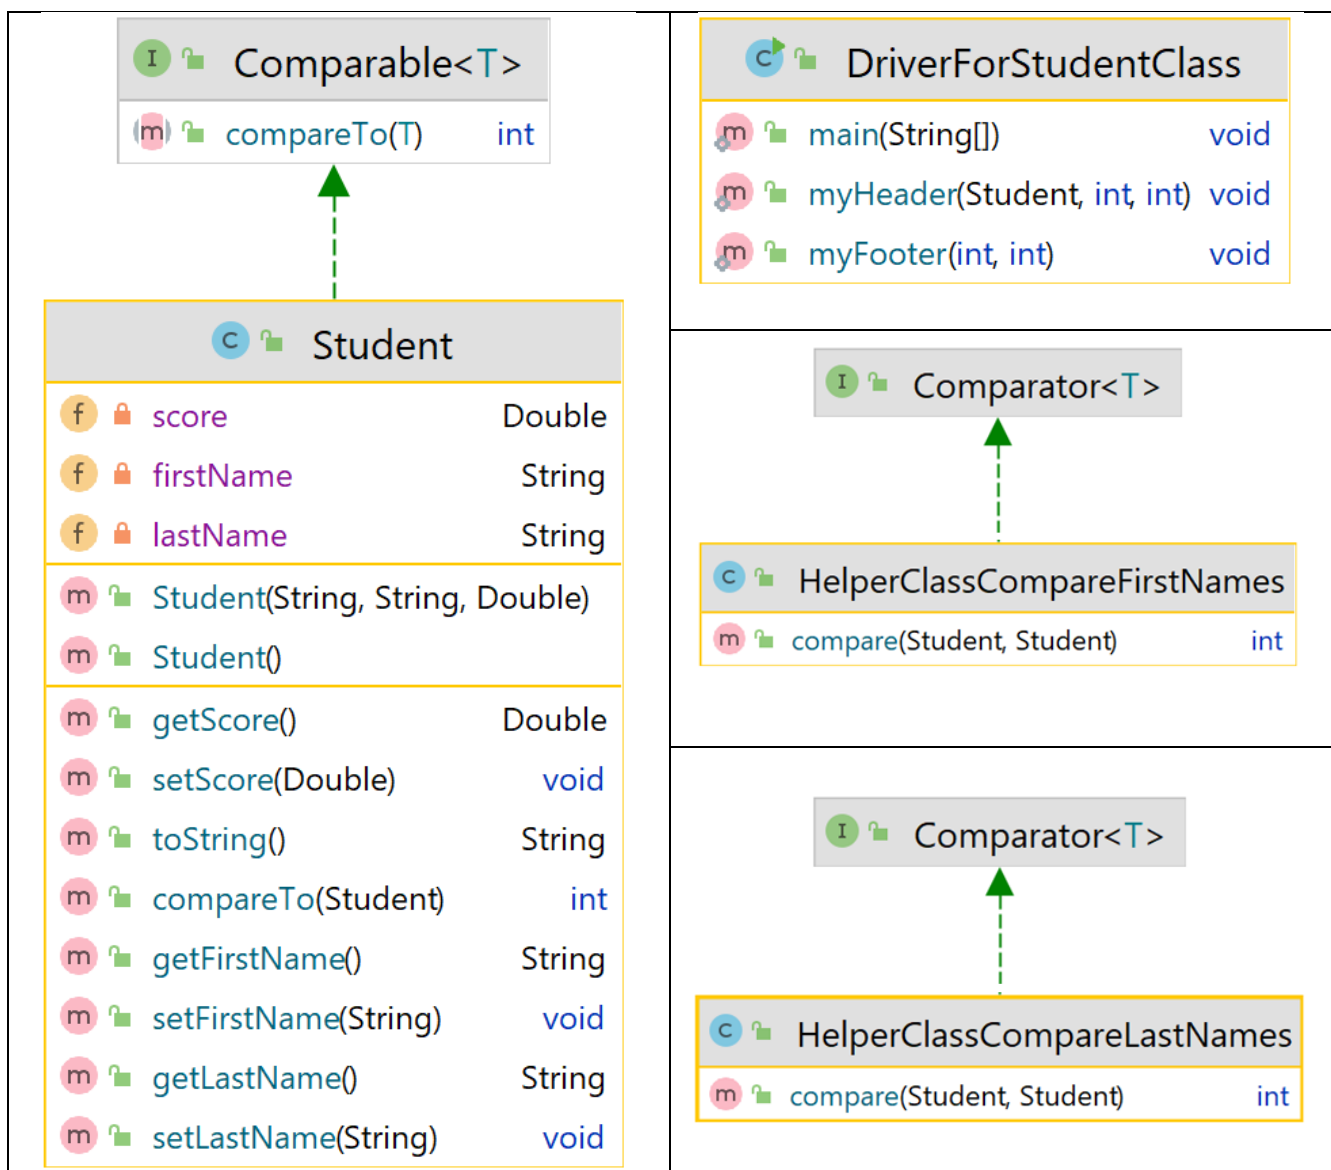 I Comparable<T>
m compareTo(T) int
C Student
f score Double
f firstName String
f lastName String
m Student(String, String, Double)
m Student()
m getScore() Double
m setScore(Double) void
m toString() String
m compareTo(Student) int
m getFirstName() String
m setFirstName(String) void
m getLastName() String
m setLastName(String) void
C DriverForStudentClass
m main(String[]) void
m myHeader(Student, int, int) void
m myFooter(int, int) void
I Comparator<T>
C HelperClassCompareFirstNames
m compare(Student, Student) int
I Comparator<T>
C HelperClassCompareLastNames
m compare(Student, Student) int